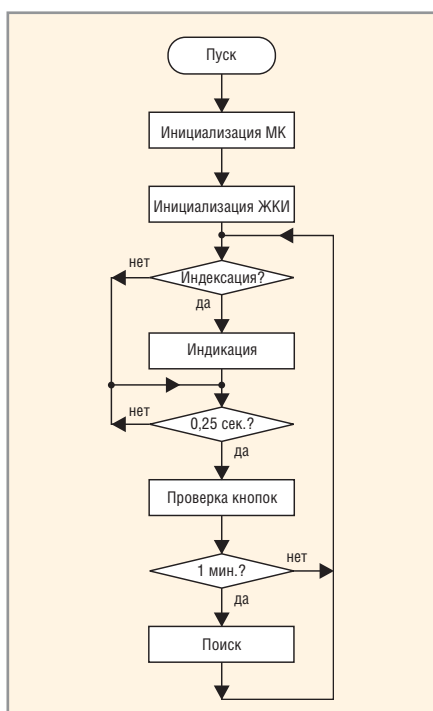 Пуск
Инициализация МК
Инициализация ЖКИ
нет
Индексация?
да
Индикация
нет
0,25 сек.?
да
Проверка кнопок
нет
1 мин.?
да
Поиск